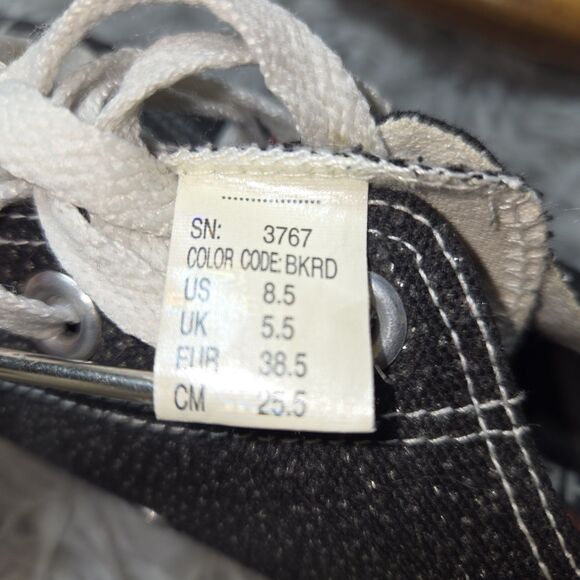 SN: 3767
COLOR CODE: BKRD
US 8.5
UK 5.5
EUR 38.5
CM 25.5